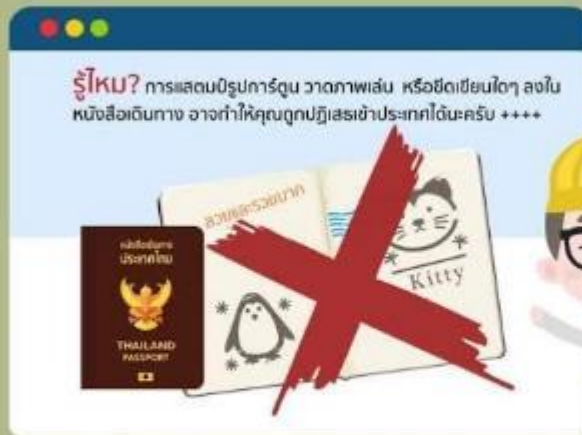 รู้ไหม? การแสตมป์รูปการ์ตูน วาดภาพเล่น หรือขีดเขียนใดๆ ลงใน
หนังสือเดินทาง อาจทำให้คุณถูกปฏิเสธเข้าประเทศได้นะครับ ++++
สวยและรวยมาก
Kitty
หนังสือเดินทาง
ประเทศไทย
THAILAND
PASSPORT